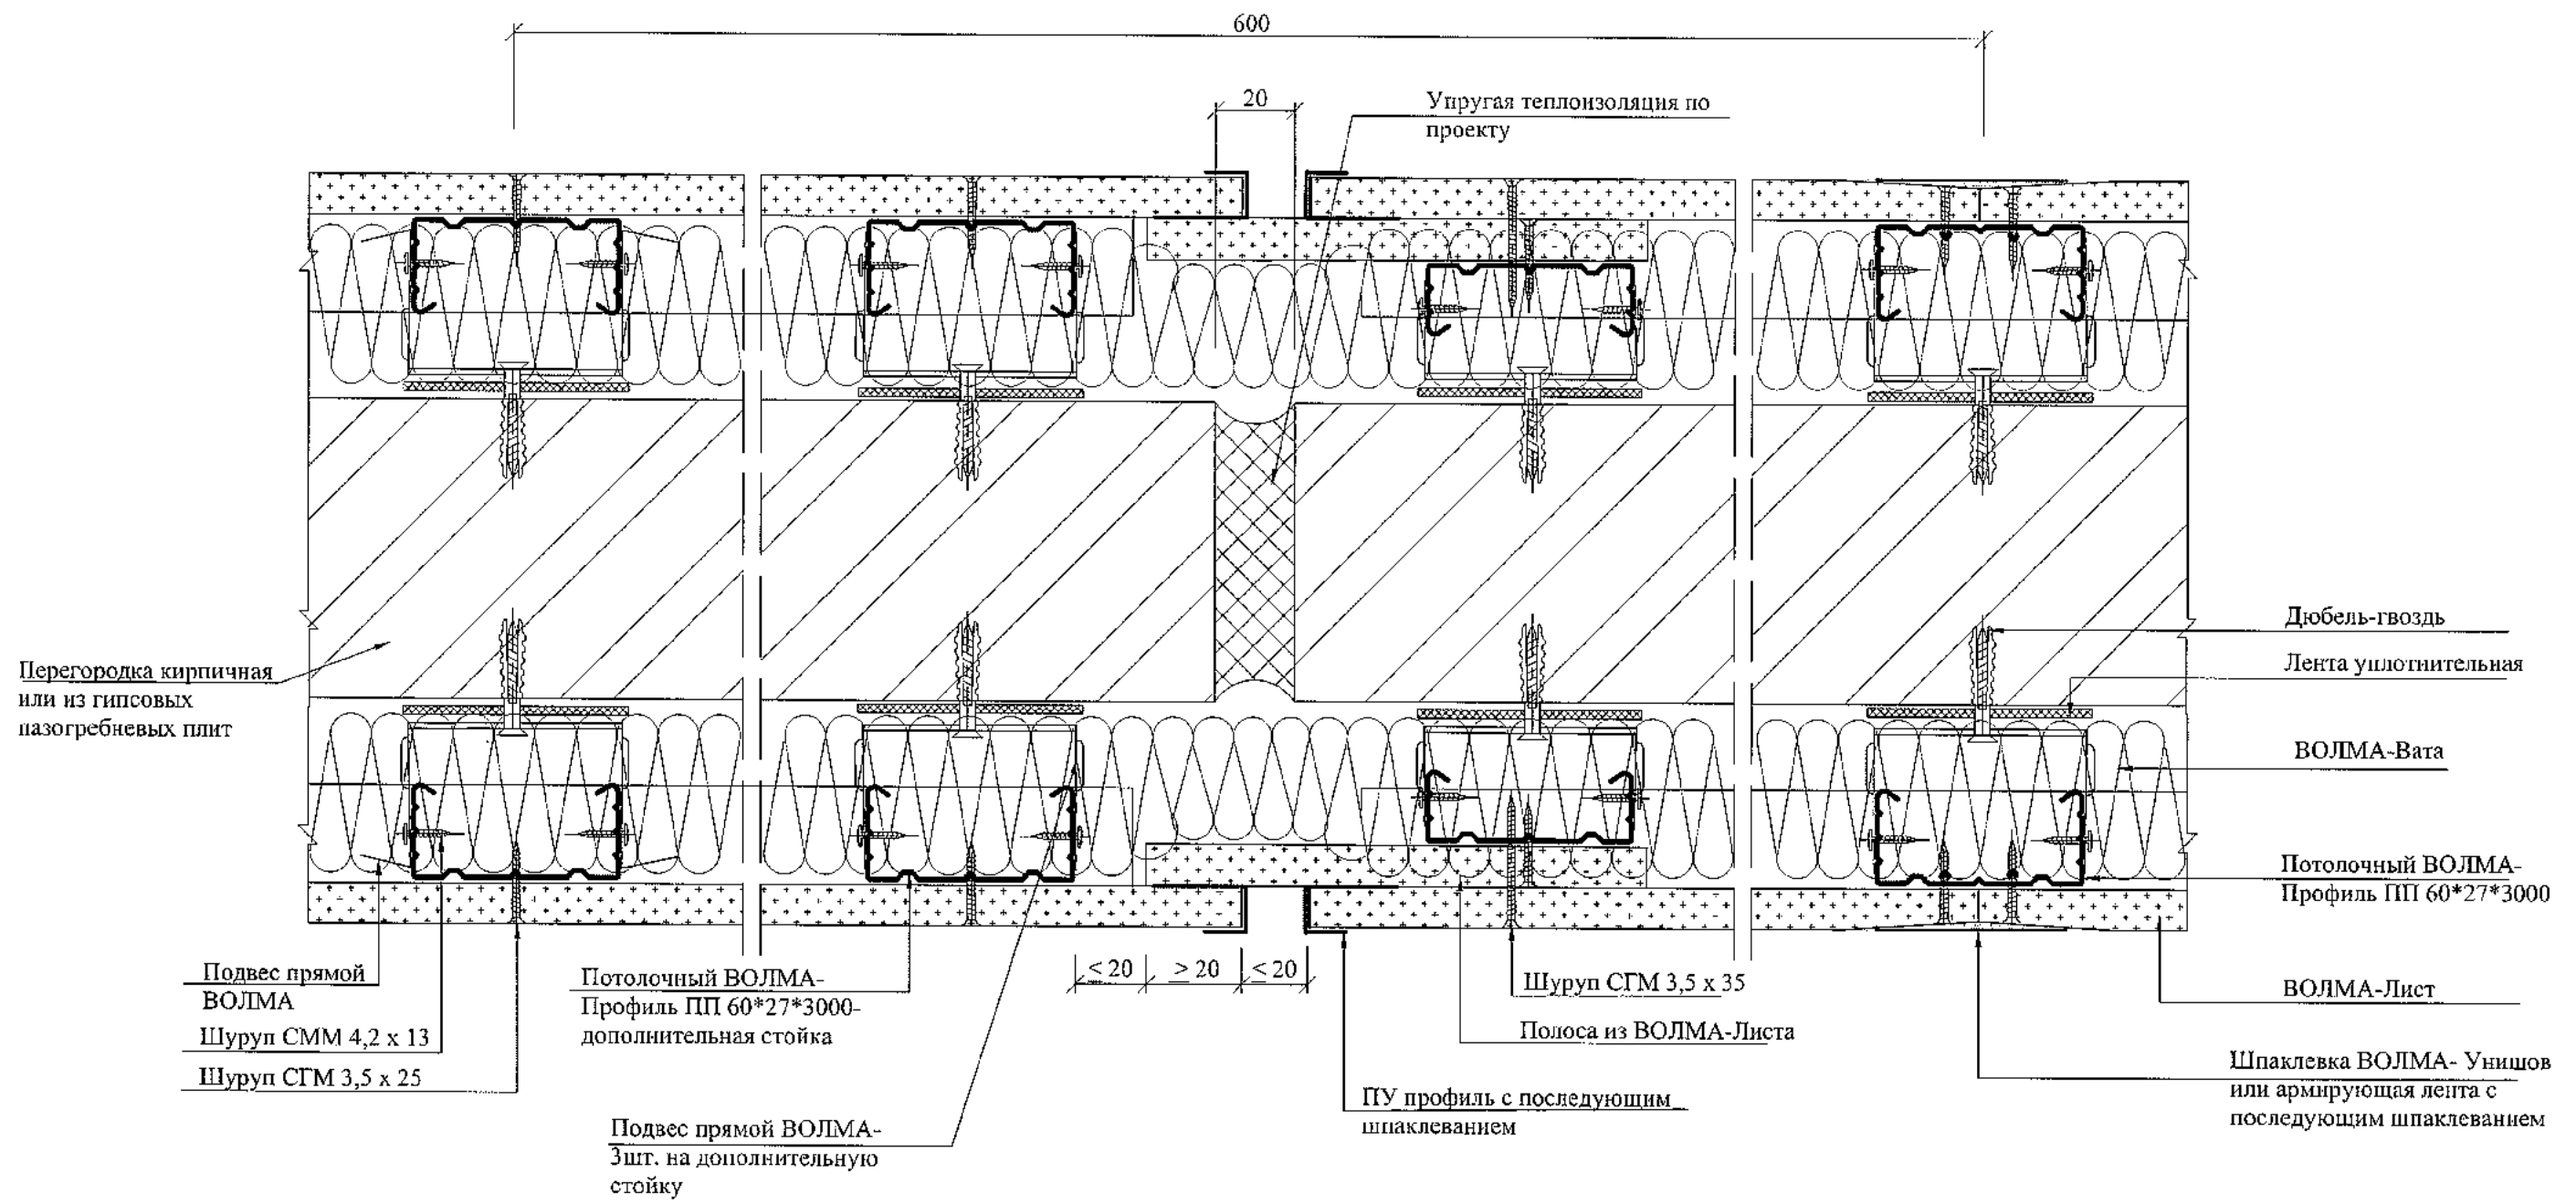 600
20
Упругая теплоизоляция по
проекту
Перегородка кирпичная
или из гипсовых
пазогребневых плит
Дюбель-гвоздь
Лента уплотнительная
ВОЛМА-Вата
Потолочный ВОЛМА-
Профиль ПП 60*27*3000
ВОЛМА-Лист
Шпаклевка ВОЛМА- Унишов
или армирующая лента с
последующим шпаклеванием
Подвес прямой
ВОЛМА
Шуруп СММ 4,2 х 13
Шуруп СГМ 3,5 х 25
Потолочный ВОЛМА-
Профиль ПП 60*27*3000-
дополнительная стойка
Подвес прямой ВОЛМА-
3шт. на дополнительную
стойку
≤ 20 ≥ 20 ≤ 20
Шуруп СГМ 3,5 х 35
Полоса из ВОЛМА-Листа
ПУ профиль с последующим
шпаклеванием